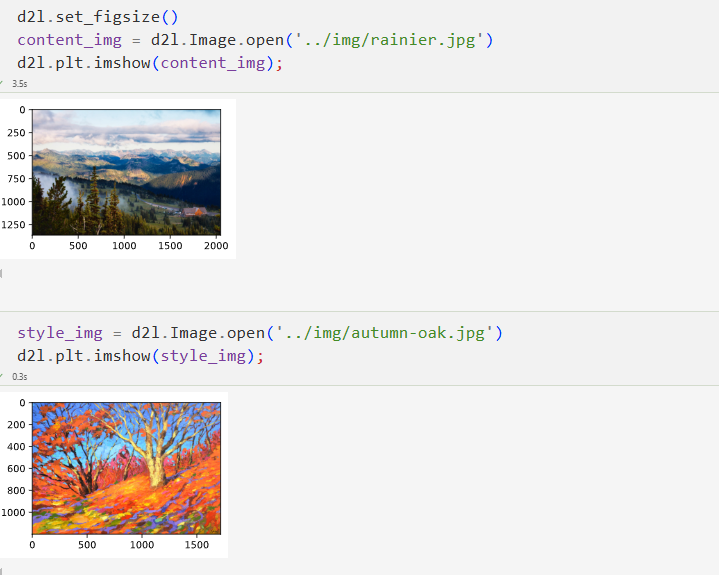 d2l.set_figsize()
content_img = d2l.Image.open('../img/rainier.jpg')
d2l.plt.imshow(content_img);
3.5s
0
250
500
750
1000
1250
0 500 1000 1500 2000
style_img = d2l.Image.open('../img/autumn-oak.jpg')
d2l.plt.imshow(style_img);
0.3s
0
200
400
600
800
1000
0 500 1000 1500